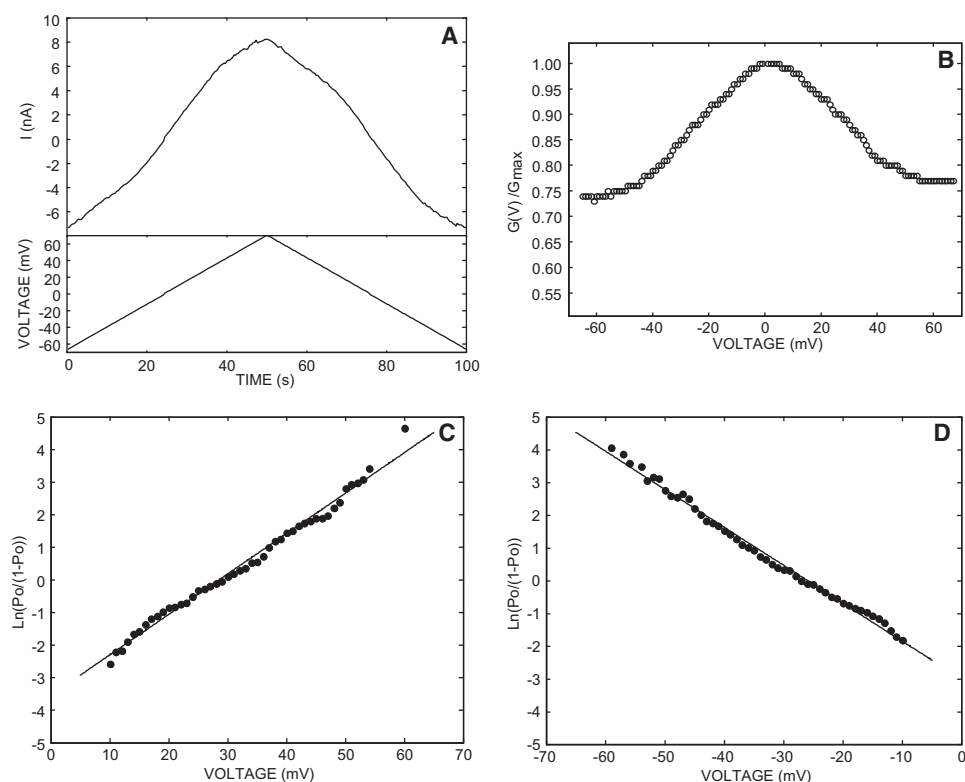 A
I (nA)
10
8
6
4
2
0
-2
-4
-6
VOLTAGE (mV)
60
40
20
0
-20
-40
-60
0 20 40 60 80 100
TIME (s)
B
G(V) /Gmax
1.00
0.95
0.90
0.85
0.80
0.75
0.70
0.65
0.60
0.55
-60 -40 -20 0 20 40 60
VOLTAGE (mV)
C
Ln(Po/(1-Po))
5
4
3
2
1
0
-1
-2
-3
-4
-5
0 10 20 30 40 50 60 70
VOLTAGE (mV)
D
Ln(Po/(1-Po))
5
4
3
2
1
0
-1
-2
-3
-4
-5
-70 -60 -50 -40 -30 -20 -10 0
VOLTAGE (mV)